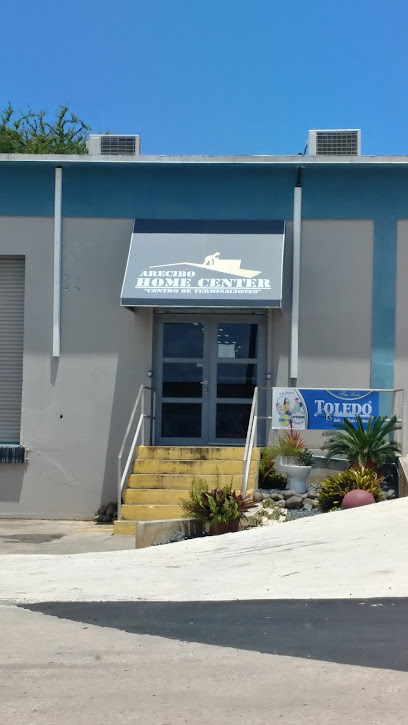 ARECIBO
HOME CENTER
"CENTRO DE TERMINACIONES"
TOLEDO